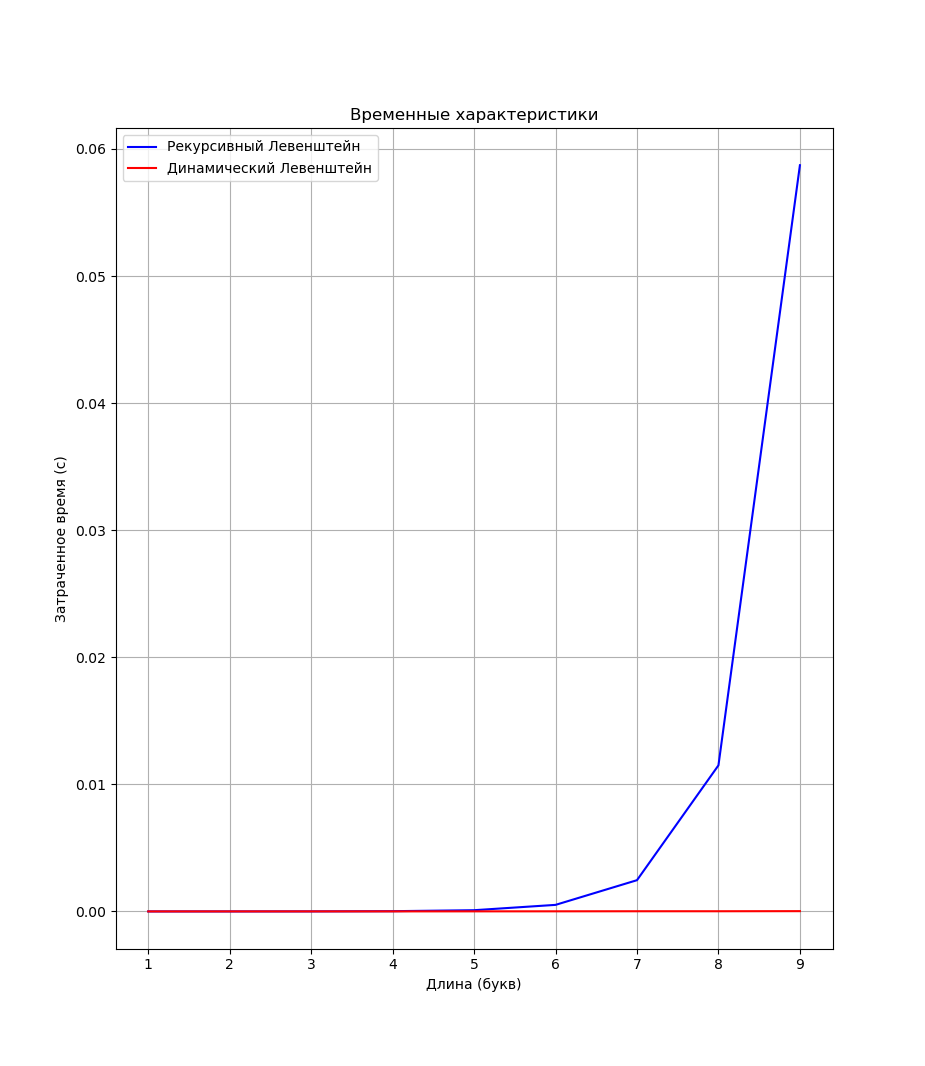 Временные характеристики
Рекурсивный Левенштейн
Динамический Левенштейн
0.06
0.05
0.04
0.03
0.02
0.01
0.00
Затраченное время (с)
1 2 3 4 5 6 7 8 9
Длина (букв)